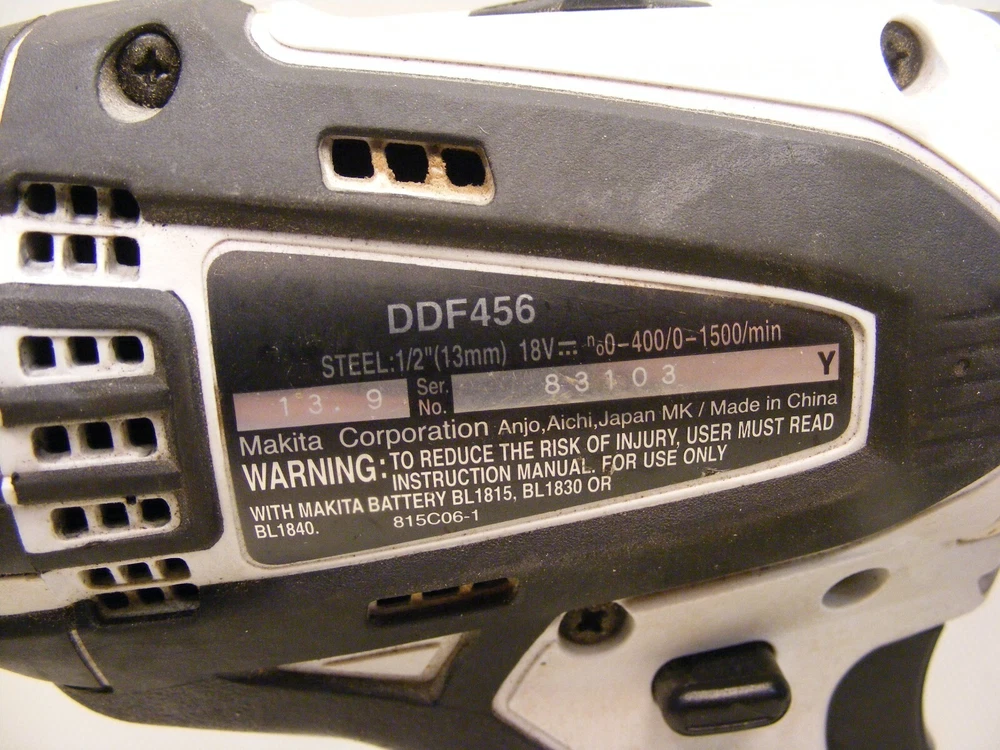 DDF456
STEEL:1/2"(13mm) 18V⎓ n₀0-400/0-1500/min
13. 9 Ser. No. 83103 Y
Makita Corporation Anjo,Aichi,Japan MK / Made in China
WARNING: TO REDUCE THE RISK OF INJURY, USER MUST READ
INSTRUCTION MANUAL. FOR USE ONLY
WITH MAKITA BATTERY BL1815, BL1830 OR
BL1840. 815C06-1